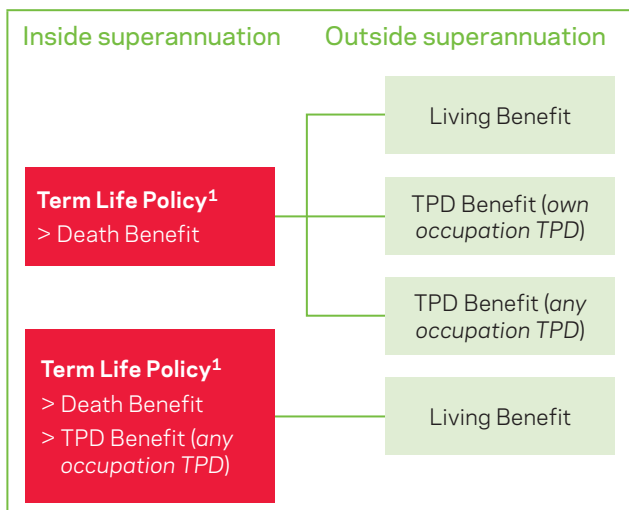 Inside superannuation
Outside superannuation
Term Life Policy¹
> Death Benefit
Living Benefit
TPD Benefit (own
occupation TPD)
TPD Benefit (any
occupation TPD)
Term Life Policy¹
> Death Benefit
> TPD Benefit (any
occupation TPD)
Living Benefit